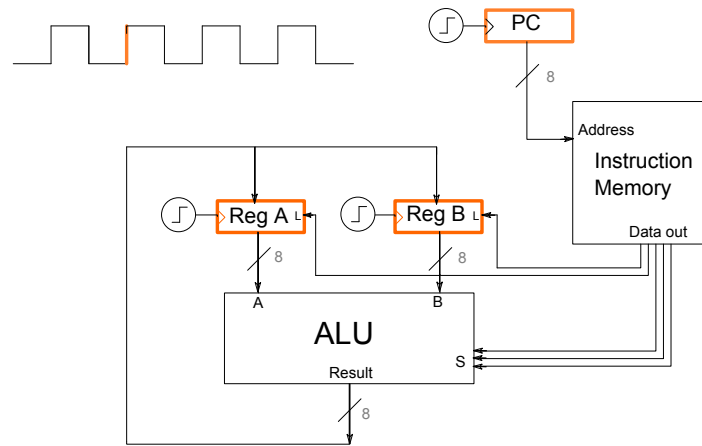 PC
8
Address
Instruction
Memory
Data out
Reg A L
Reg B L
8
8
A
B
ALU
S
Result
8